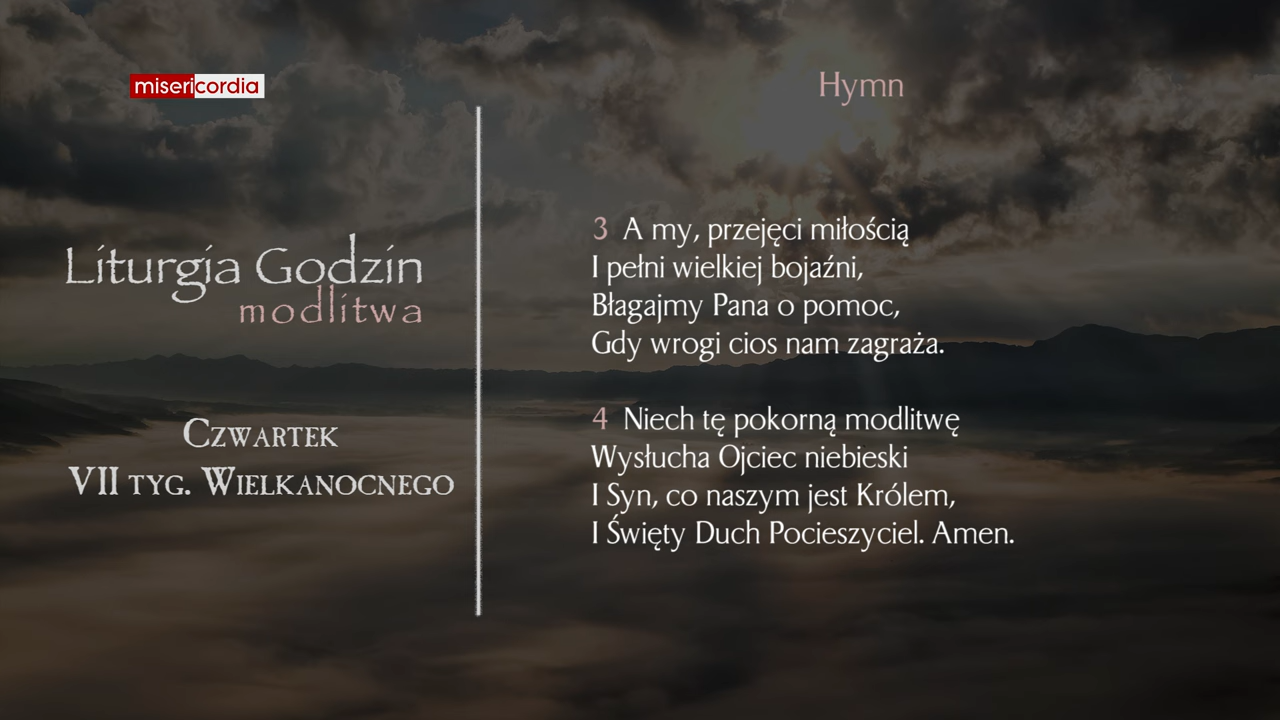 misericordia
Liturgia Godzin
modlitwa
Czwartek
VII tyg. Wielkanocnego
Hymn
3 A my, przejęci miłością
I pełni wielkiej bojaźni,
Błagajmy Pana o pomoc,
Gdy wrogi cios nam zagraża.
4 Niech tę pokorną modlitwę
Wysłucha Ojciec niebieski
I Syn, co naszym jest Królem,
I Święty Duch Pocieszyciel. Amen.